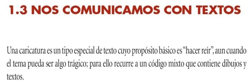 1.3 NOS COMUNICAMOS CON TEXTOS
Una caricatura es un tipo especial de texto cuyo propósito básico es "hacer reír", aun cuando
el tema pueda ser algo trágico; para ello recurre a un código mixto que contiene dibujos y
textos.